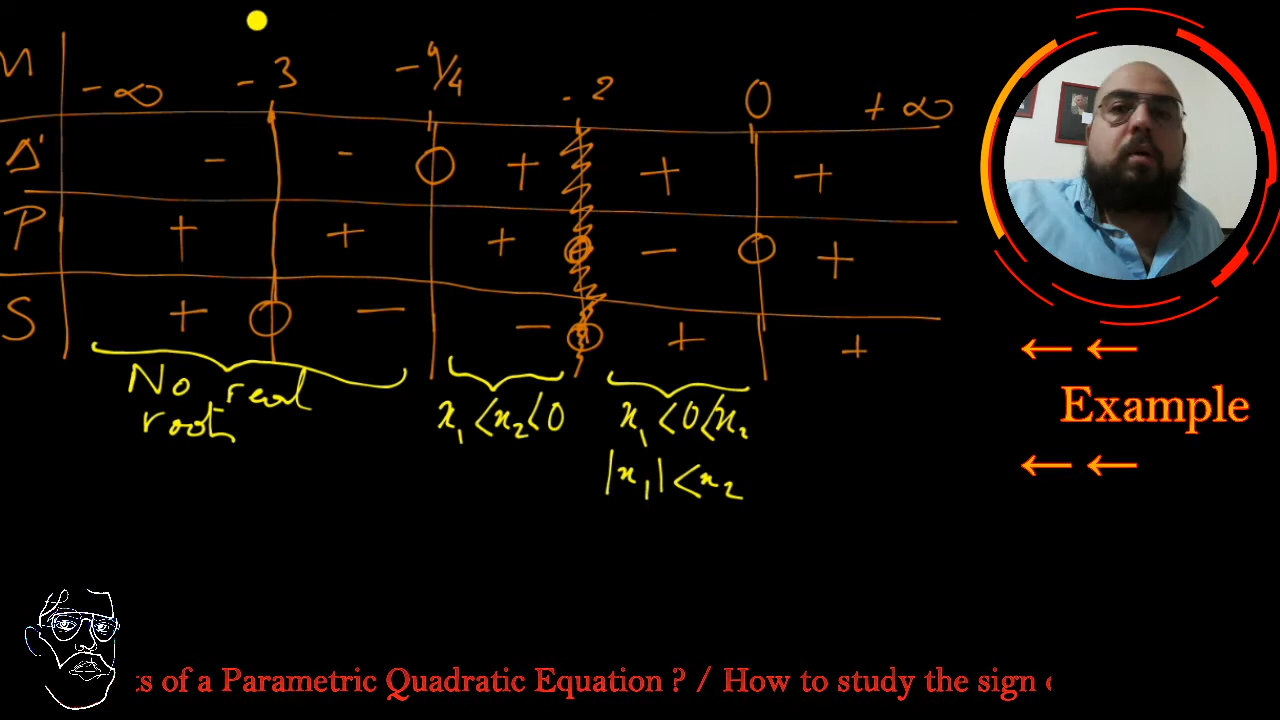 M -∞ -3 -9/4 -2 0 +∞
Δ' - - 0 + + +
P + + + 0 - 0 +
S + 0 - - 0 + +
No real root
x₁ < x₂ < 0
x₁ < 0 < x₂
|x₁| < x₂
← ←
Example
← ←
ts of a Parametric Quadratic Equation ? / How to study the sign